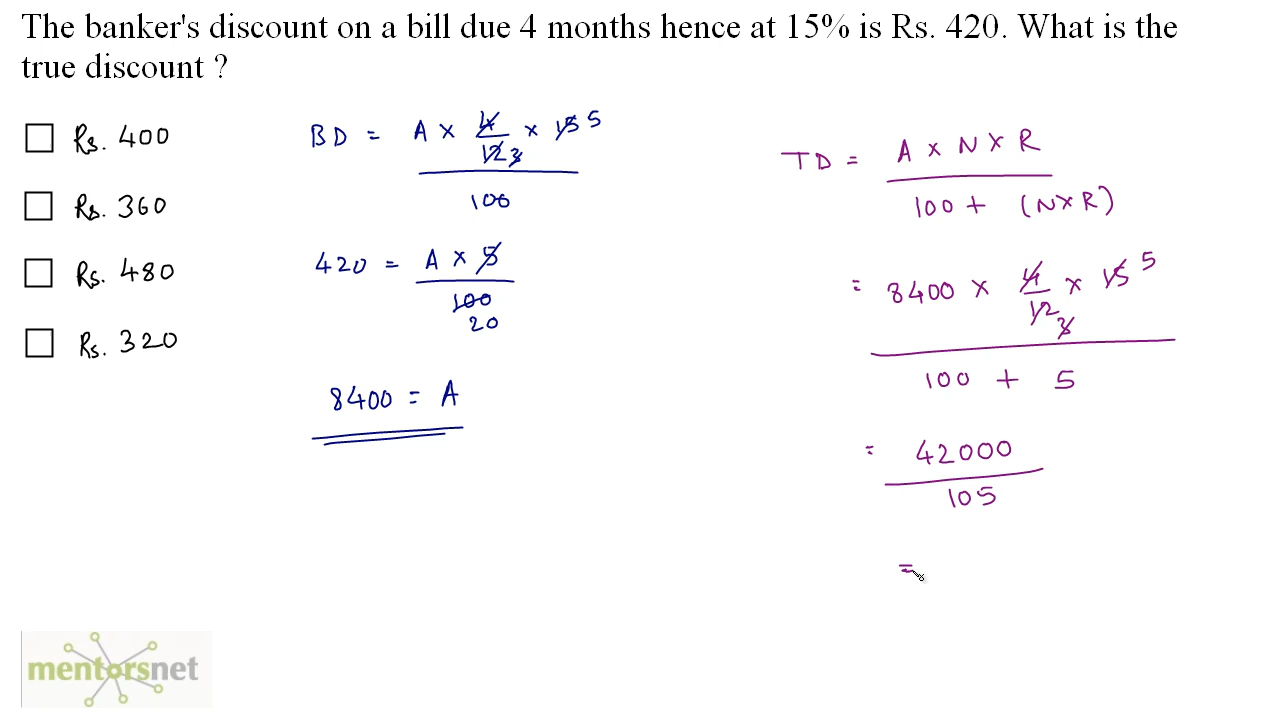 The banker's discount on a bill due 4 months hence at 15% is Rs. 420. What is the
true discount ?
Rs. 400
Rs. 360
Rs. 480
Rs. 320
BD = A × 4/12 3 × 15 5
100
420 = A × 5
100
20
8400 = A
TD = A × N × R
100 + (N×R)
= 8400 × 4/12 3 × 15 5
100 + 5
= 42000
105
=
mentorsnet